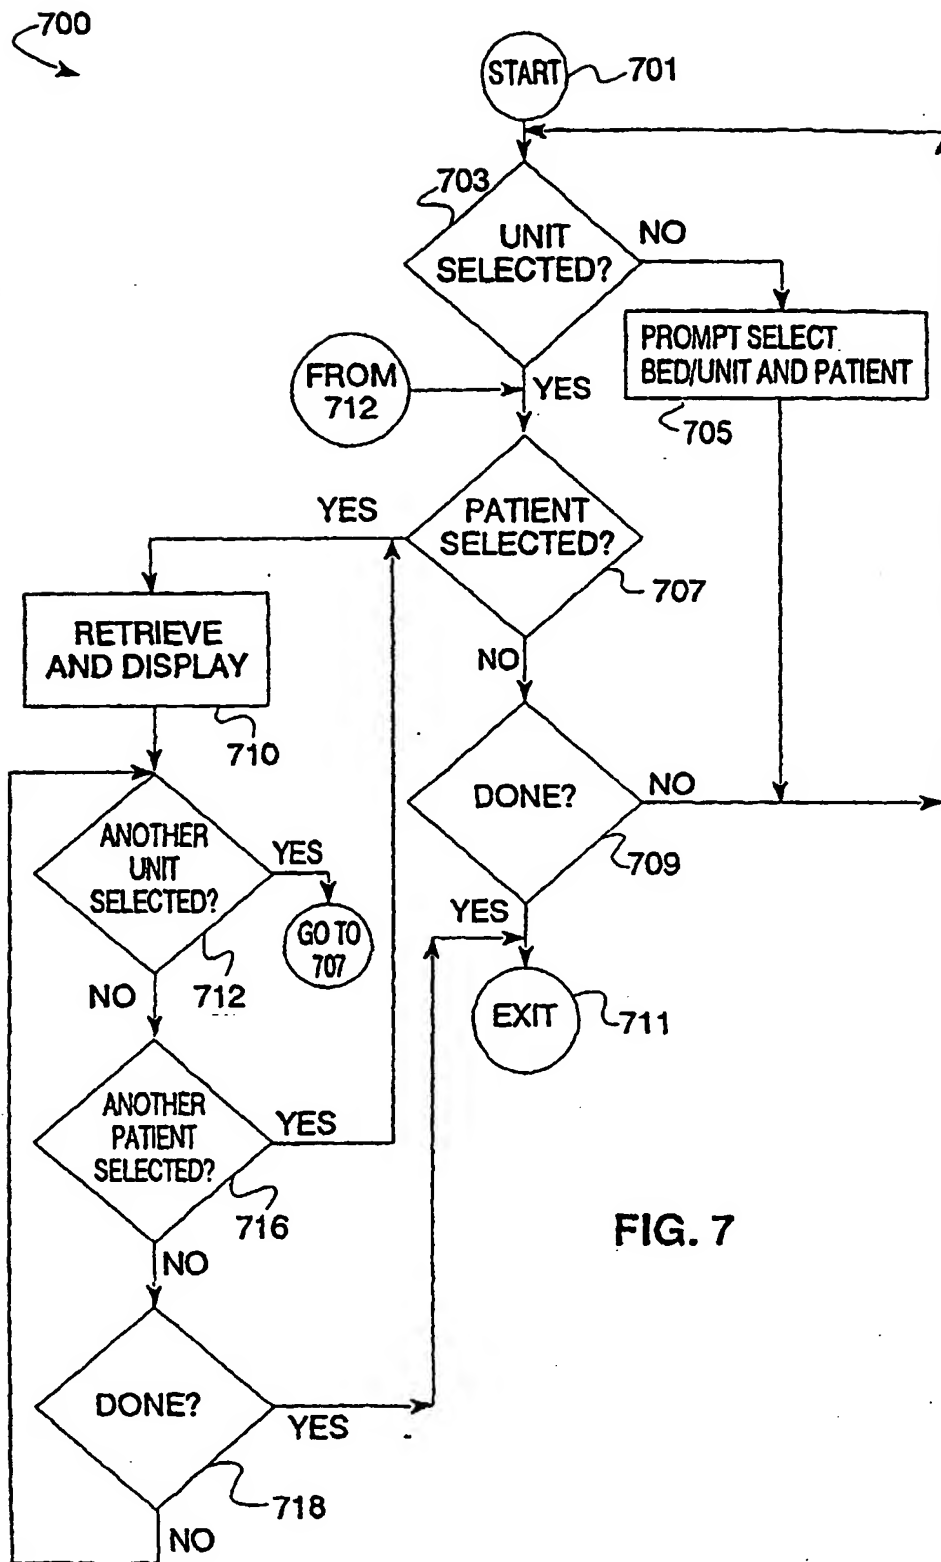 700
START
701
703
UNIT
SELECTED?
NO
PROMPT SELECT
BED/UNIT AND PATIENT
705
FROM
712
YES
YES
PATIENT
SELECTED?
707
RETRIEVE
AND DISPLAY
710
NO
DONE?
NO
709
ANOTHER
UNIT
SELECTED?
YES
GO TO
707
YES
NO
712
EXIT
711
ANOTHER
PATIENT
SELECTED?
YES
716
FIG. 7
NO
DONE?
YES
718
NO